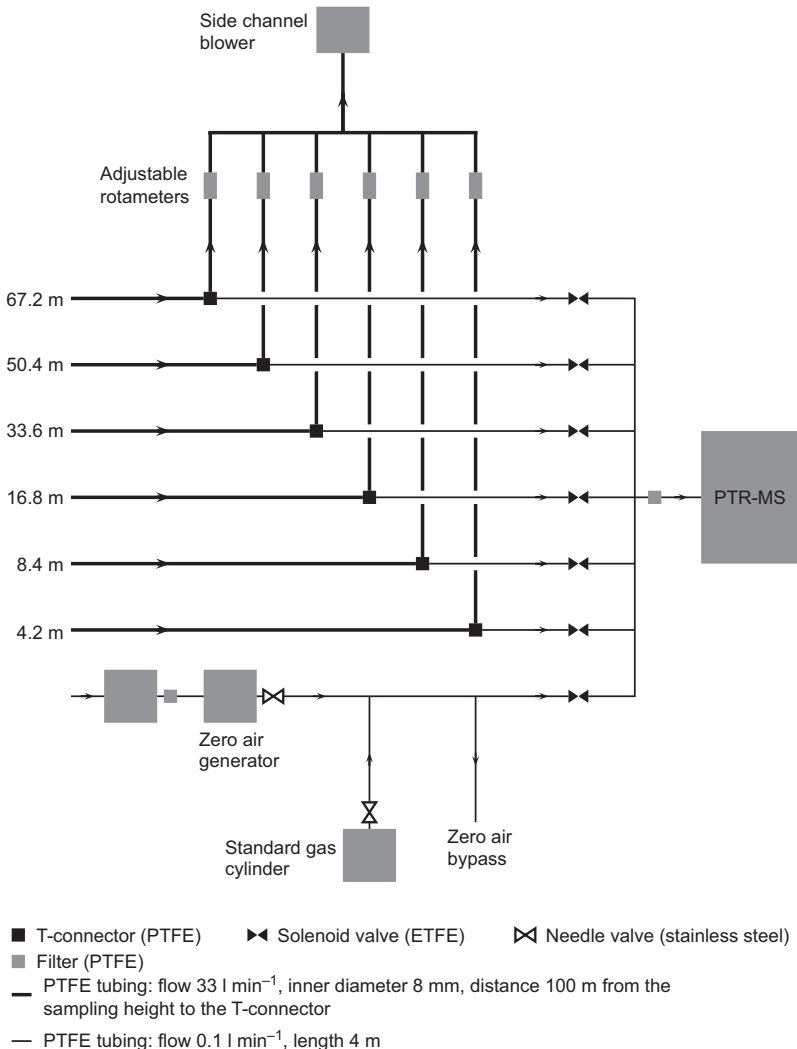 Side channel
blower
Adjustable
rotameters
67.2 m
50.4 m
33.6 m
16.8 m
PTR-MS
8.4 m
4.2 m
Zero air
generator
Standard gas
cylinder
Zero air
bypass
T-connector (PTFE)
Solenoid valve (ETFE)
Needle valve (stainless steel)
Filter (PTFE)
PTFE tubing: flow 33 l min⁻¹, inner diameter 8 mm, distance 100 m from the
sampling height to the T-connector
PTFE tubing: flow 0.1 l min⁻¹, length 4 m